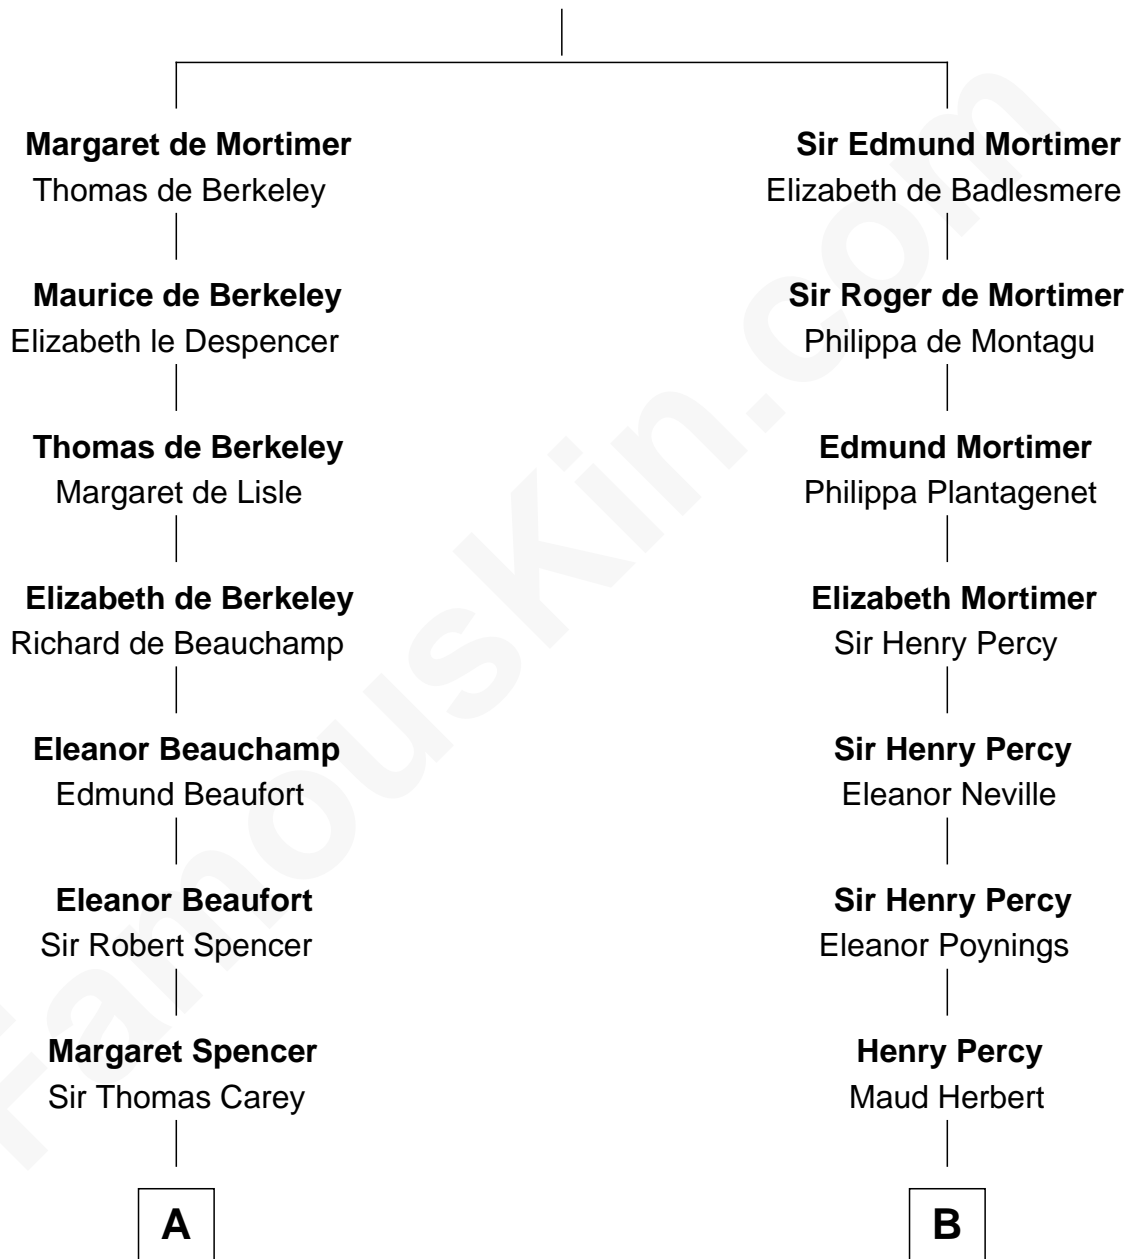 Margaret de Mortimer
Thomas de Berkeley
Sir Edmund Mortimer
Elizabeth de Badlesmere
Maurice de Berkeley
Elizabeth le Despencer
Sir Roger de Mortimer
Philippa de Montagu
Thomas de Berkeley
Margaret de Lisle
Edmund Mortimer
Philippa Plantagenet
Elizabeth de Berkeley
Richard de Beauchamp
Elizabeth Mortimer
Sir Henry Percy
Eleanor Beauchamp
Edmund Beaufort
Sir Henry Percy
Eleanor Neville
Eleanor Beaufort
Sir Robert Spencer
Sir Henry Percy
Eleanor Poynings
Margaret Spencer
Sir Thomas Carey
Henry Percy
Maud Herbert
A
B
FamousKin.com